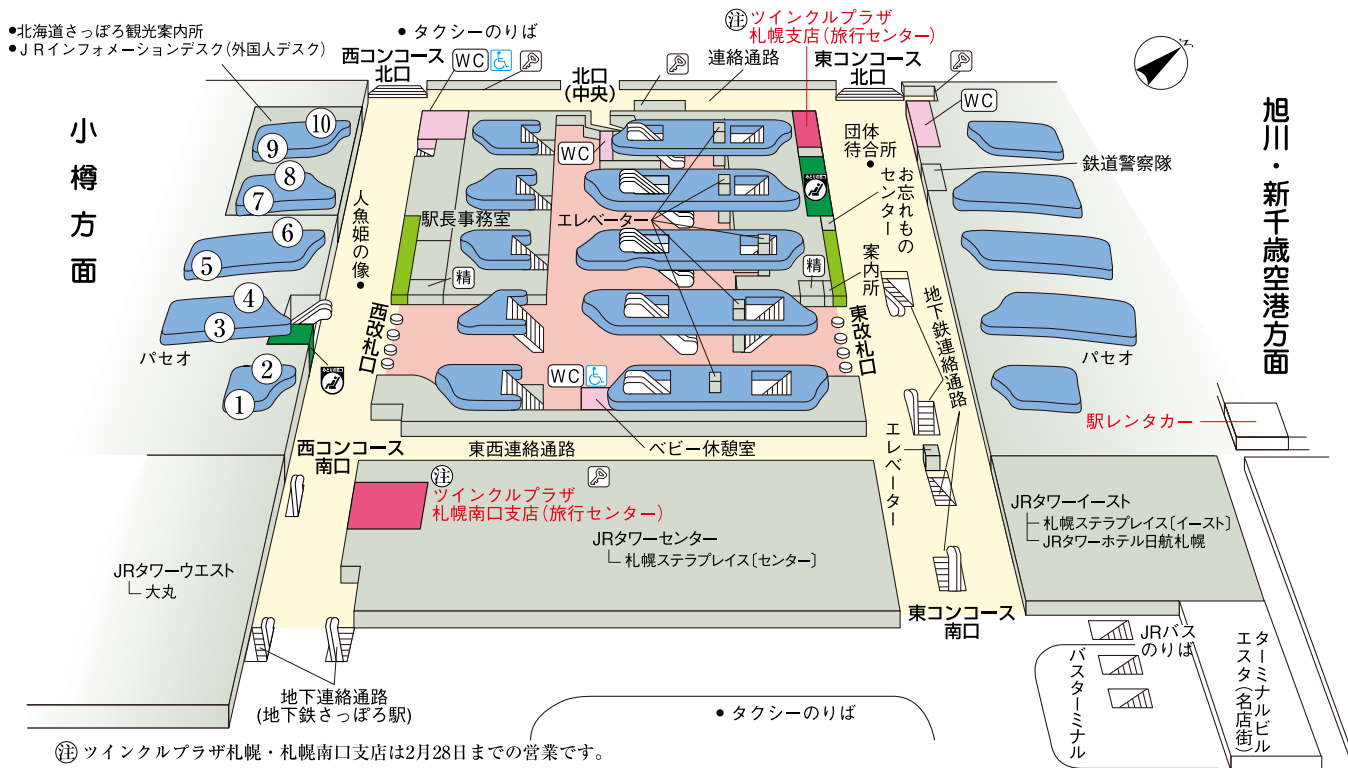 ●北海道さっぽろ観光案内所
●JRインフォメーションデスク(外国人デスク)
●タクシーのりば
西コンコース
北口
WC
北口
(中央)
注 ツインクルプラザ
札幌支店(旅行センター)
連絡通路
東コンコース
北口
WC
小樽方面
旭川・新千歳空港方面
⑩
⑨
⑧
⑦
⑥
⑤
④
③
②
①
パセオ
人魚姫の像●
駅長事務室
精
WC
エレベーター
団体
待合所
●
みどりの窓口
お忘れもの
センター
案内所
精
鉄道警察隊
地下鉄連絡通路
西改札口
東改札口
みどりの窓口
WC
パセオ
駅レンタカー
西コンコース
南口
東西連絡通路
ベビー休憩室
エレベーター
注
ツインクルプラザ
札幌南口支店(旅行センター)
JRタワーセンター
札幌ステラプレイス〔センター〕
JRタワーイースト
札幌ステラプレイス〔イースト〕
JRタワーホテル日航札幌
JRタワーウエスト
大丸
東コンコース
南口
JRバス
のりば
バスターミナル
ターミナルビル
エスタ(名店街)
地下連絡通路
(地下鉄さっぽろ駅)
●タクシーのりば
注 ツインクルプラザ札幌・札幌南口支店は2月28日までの営業です。